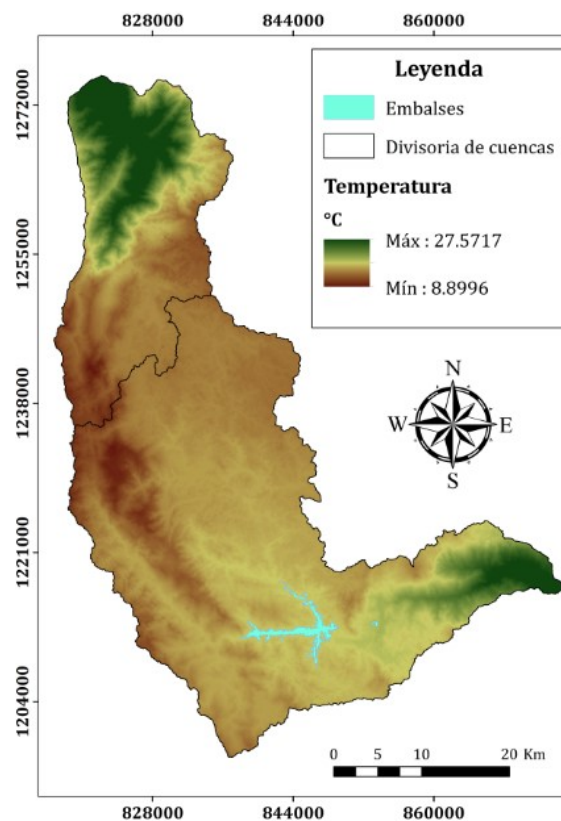 828000 844000 860000
1272000
1255000
1238000
1221000
1204000
Leyenda
Embalses
Divisoria de cuencas
Temperatura
°C
Máx : 27.5717
Mín : 8.8996
N
W E
S
0 5 10 20 Km
828000 844000 860000